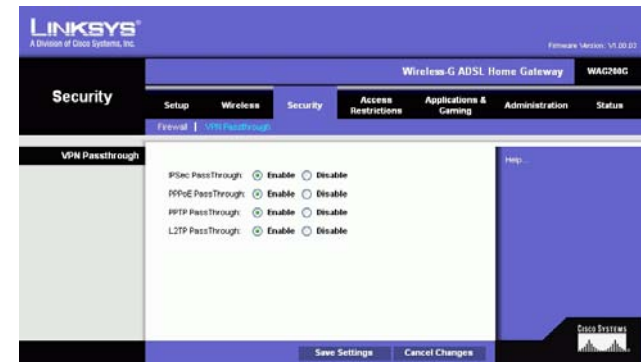 LINKSYS®
A Division of Cisco Systems, Inc.
Firmware Version: V1.00.03
Wireless-G ADSL Home Gateway WAG200G
Security
Setup Wireless Security Access Restrictions Applications & Gaming Administration Status
Firewall | VPN Passthrough
VPN Passthrough
IPSec PassThrough: Enable Disable
PPPoE PassThrough: Enable Disable
PPTP PassThrough: Enable Disable
L2TP PassThrough: Enable Disable
Help...
Save Settings Cancel Changes
CISCO SYSTEMS